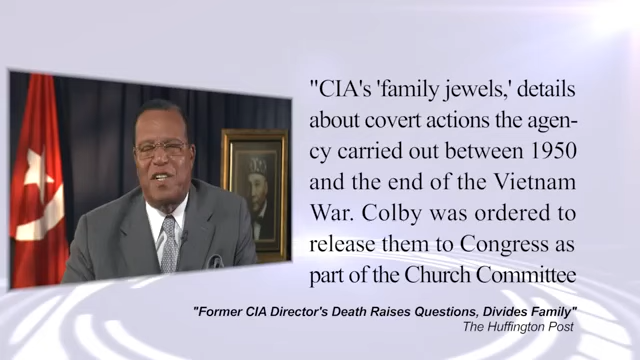 "CIA's 'family jewels,' details
about covert actions the agen-
cy carried out between 1950
and the end of the Vietnam
War. Colby was ordered to
release them to Congress as
part of the Church Committee
"Former CIA Director's Death Raises Questions, Divides Family"
The Huffington Post